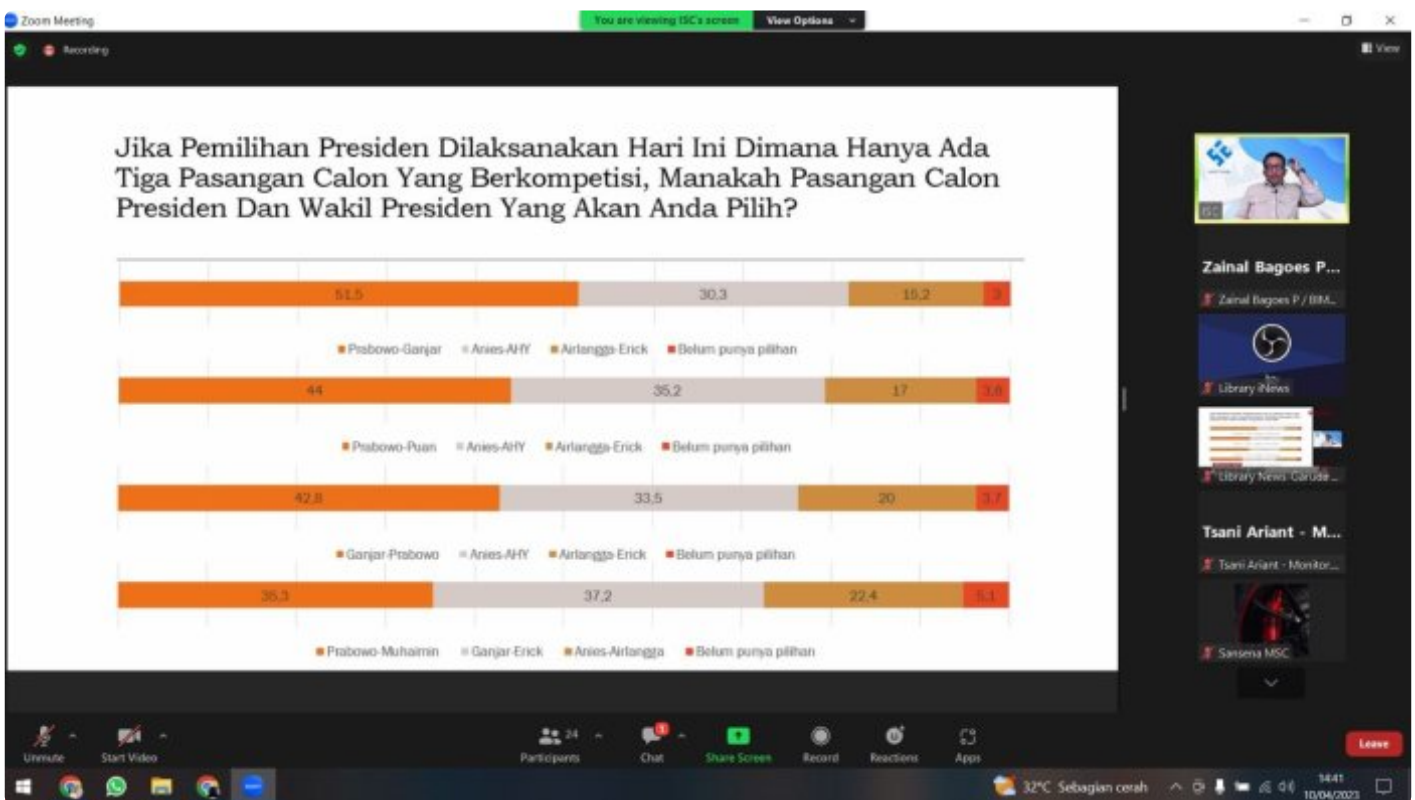 Zoom Meeting
You are viewing ISC's screen View Options
Recording
View
Jika Pemilihan Presiden Dilaksanakan Hari Ini Dimana Hanya Ada
Tiga Pasangan Calon Yang Berkompetisi, Manakah Pasangan Calon
Presiden Dan Wakil Presiden Yang Akan Anda Pilih?
51,5 30,3 15,2 3
Prabowo-Ganjar Anies-AHY Airlangga-Erick Belum punya pilihan
44 35,2 17 3,8
Prabowo-Puan Anies-AHY Airlangga-Erick Belum punya pilihan
42,8 33,5 20 3,7
Ganjar-Prabowo Anies-AHY Airlangga-Erick Belum punya pilihan
35,3 37,2 22,4 5,1
Prabowo-Muhaimin Ganjar-Erick Anies-Airlangga Belum punya pilihan
ISC
Zainal Bagoes P...
Zainal Bagoes P / BIM...
Library iNews
Library News Garuda...
Tsani Ariant - M...
Tsani Ariant - Monitor...
Sansena MSC
Unmute Start Video Participants 24 Chat 1 Share Screen Record Reactions Apps Leave
32°C Sebagian cerah
14:41
10/04/2023